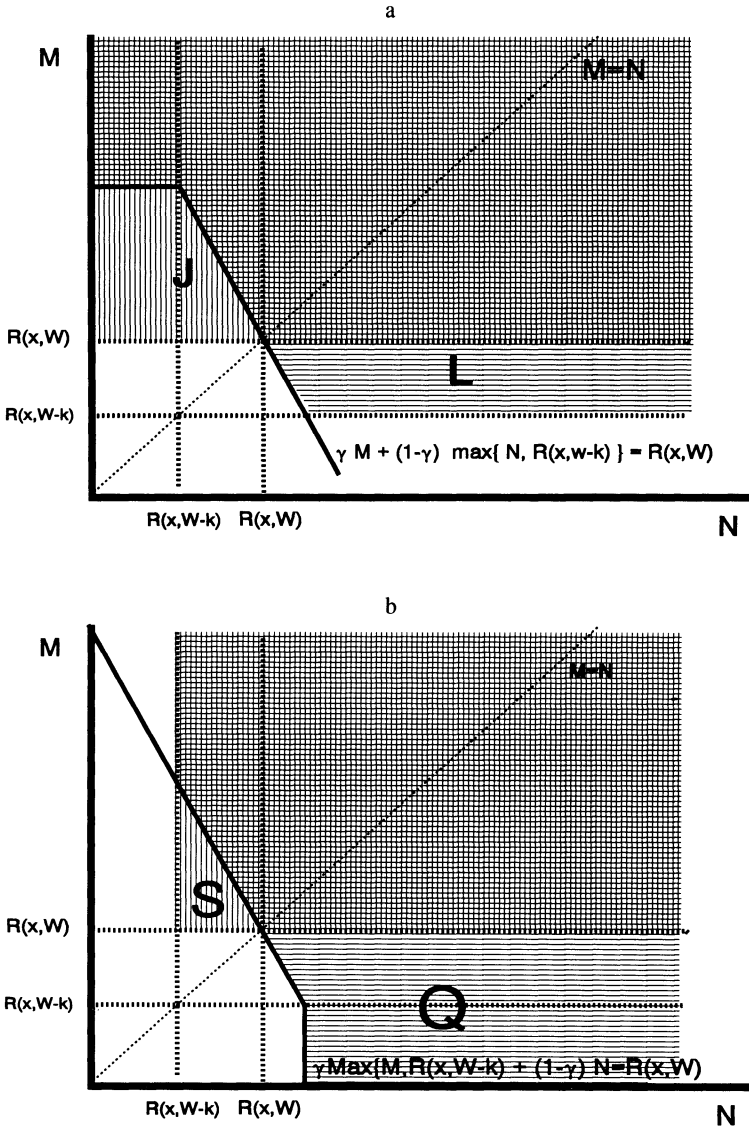 a
M
M=N
J
R(x,W)
L
R(x,W-k)
γ M + (1-γ) max{ N, R(x,w-k) } = R(x,W)
R(x,W-k) R(x,W)
N
b
M
M=N
S
R(x,W)
R(x,W-k)
Q
γMax{M,R(x,W-k) + (1-γ) N=R(x,W)
R(x,W-k) R(x,W)
N